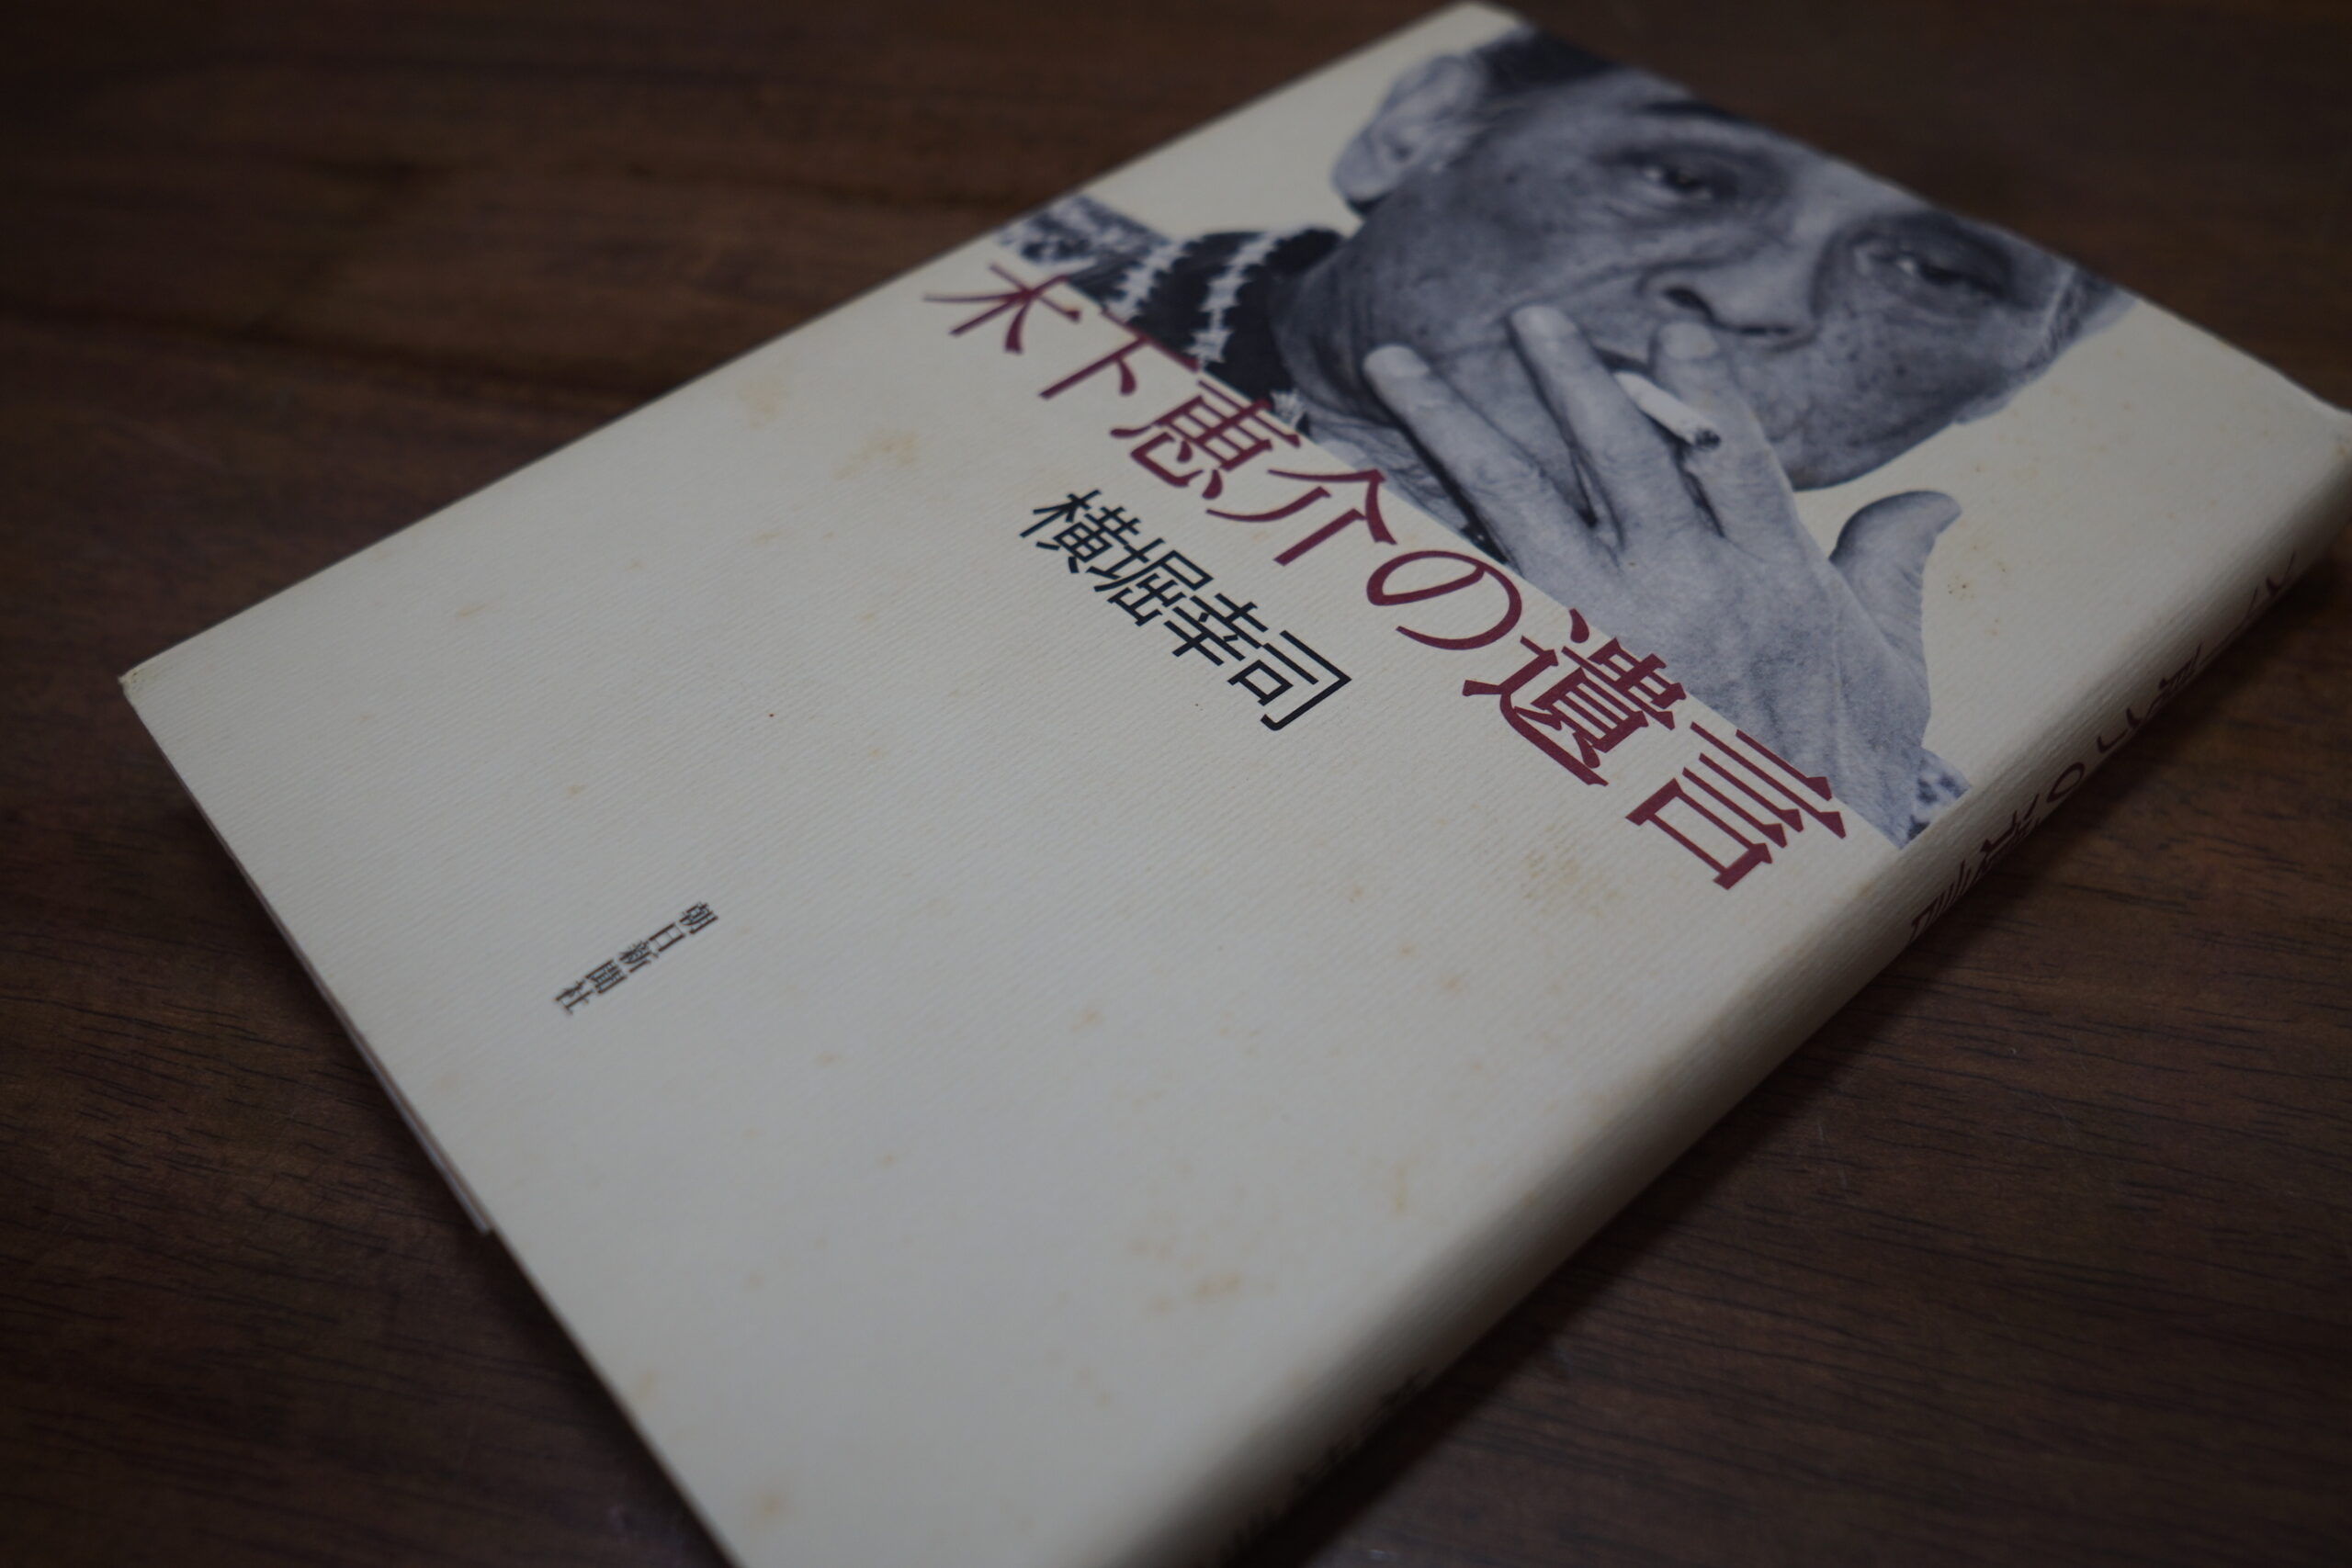 木下惠介の遺言
横堀幸司
朝日新聞社